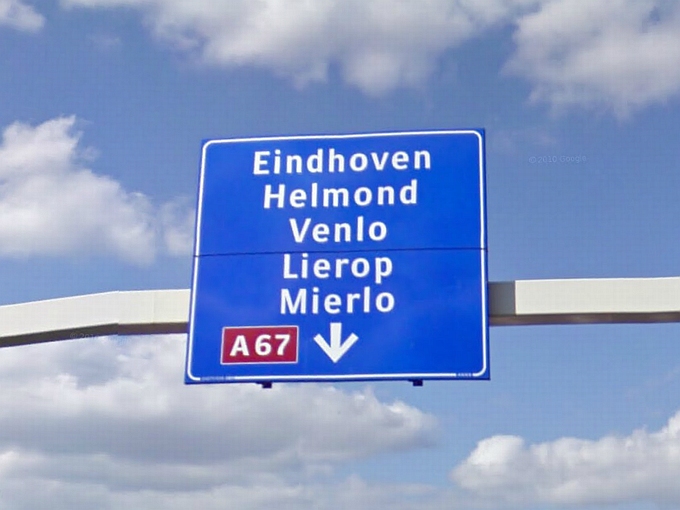 Eindhoven
Helmond
Venlo
Lierop
Mierlo
A67